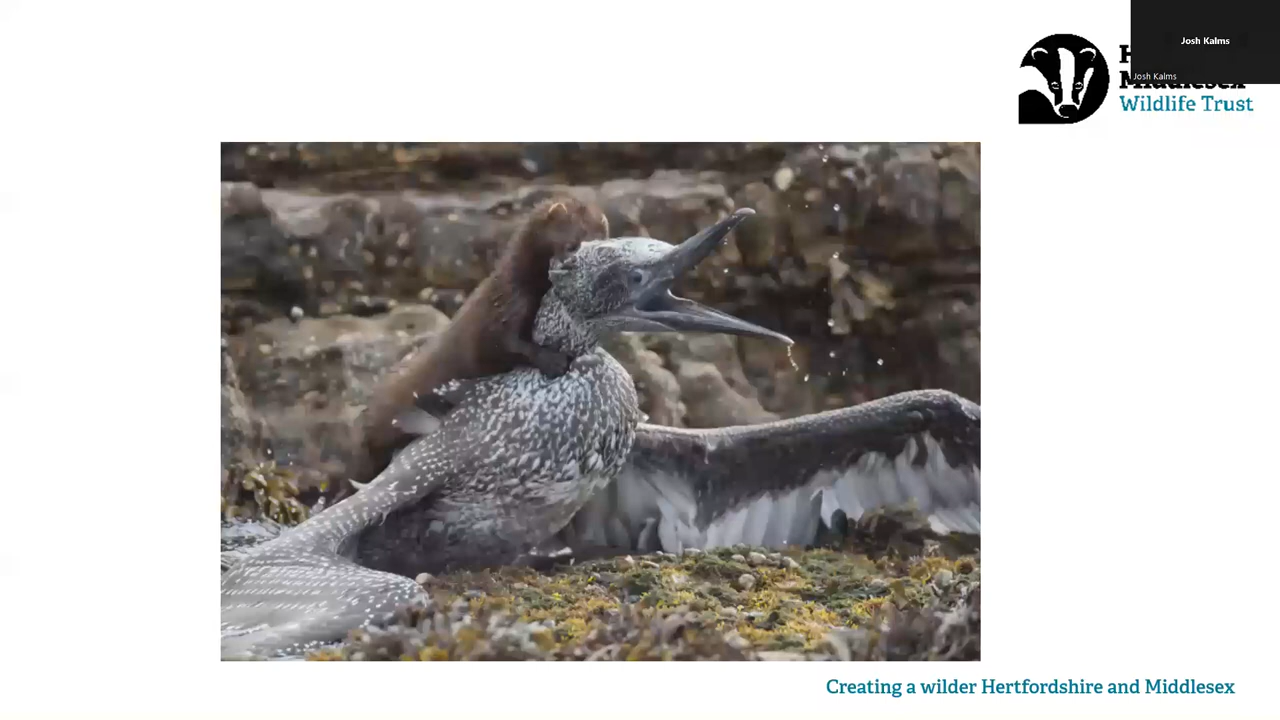 Josh Kalms
Josh Kalms
Wildlife Trust
Creating a wilder Hertfordshire and Middlesex